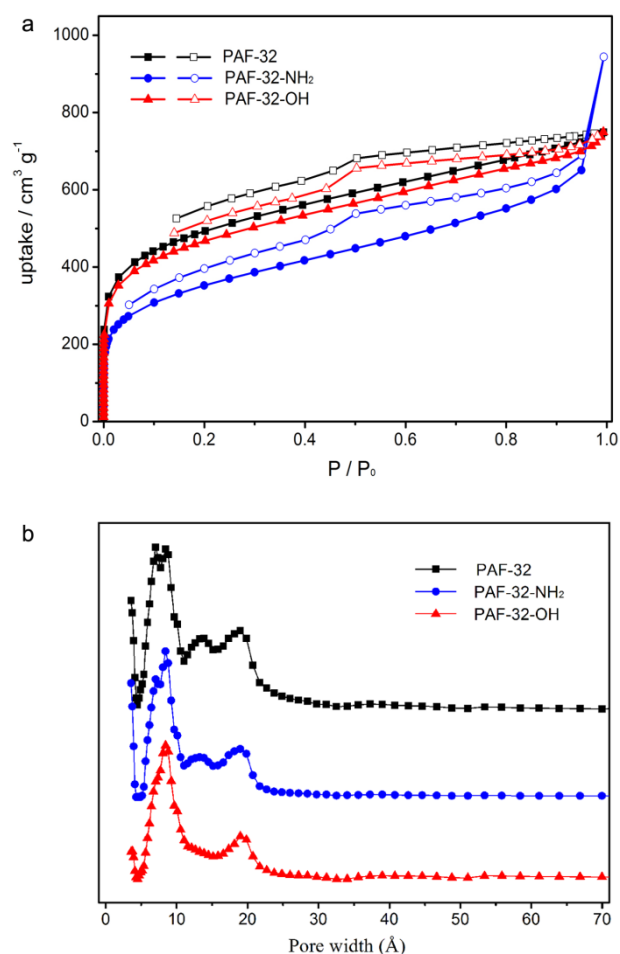 a
1000
800
600
400
200
0
uptake / cm³ g⁻¹
PAF-32
PAF-32-NH₂
PAF-32-OH
0.0 0.2 0.4 0.6 0.8 1.0
P / P₀
b
PAF-32
PAF-32-NH₂
PAF-32-OH
0 10 20 30 40 50 60 70
Pore width (Å)